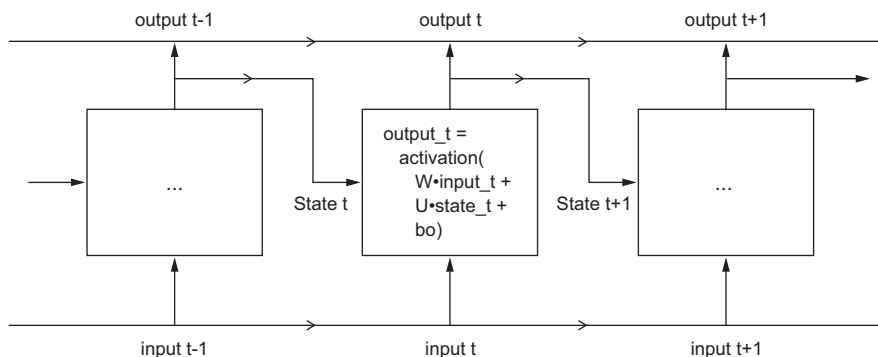 output t-1
output t
output t+1
...
output_t =
activation(
W•input_t +
U•state_t +
bo)
...
State t
State t+1
input t-1
input t
input t+1